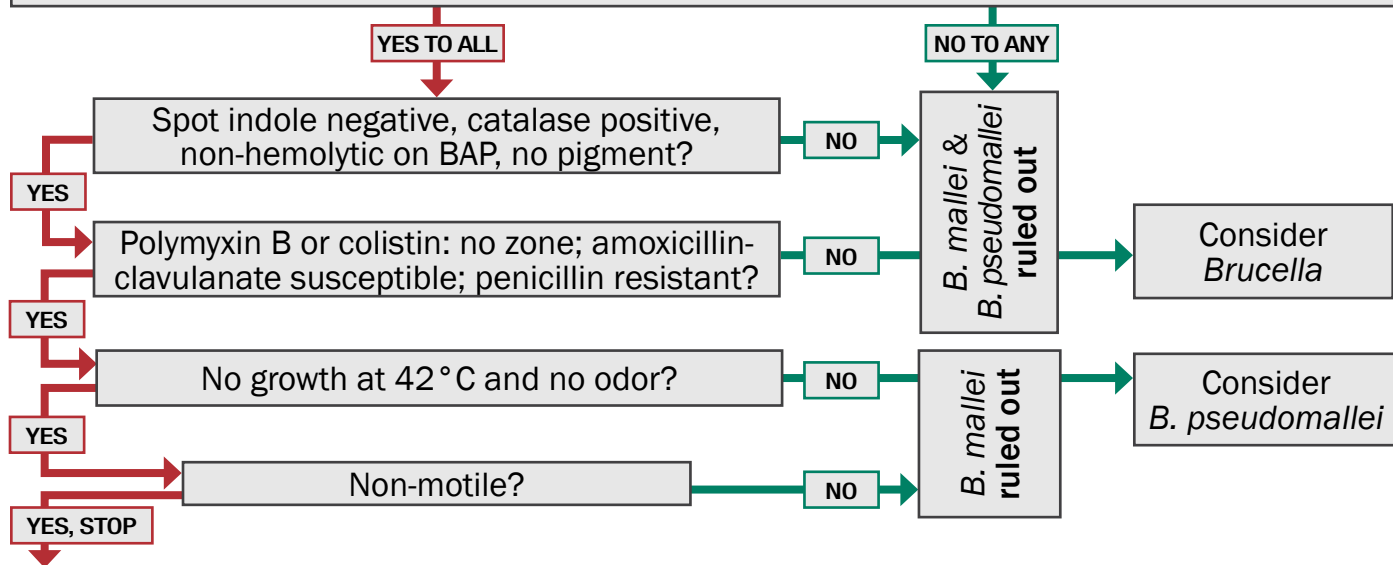 YES TO ALL
NO TO ANY
Spot indole negative, catalase positive,
non-hemolytic on BAP, no pigment?
NO
B. mallei &
B. pseudomallei
ruled out
YES
Polymyxin B or colistin: no zone; amoxicillin-
clavulanate susceptible; penicillin resistant?
NO
Consider
Brucella
YES
No growth at 42°C and no odor?
NO
B. mallei
ruled out
Consider
B. pseudomallei
YES
Non-motile?
NO
YES, STOP